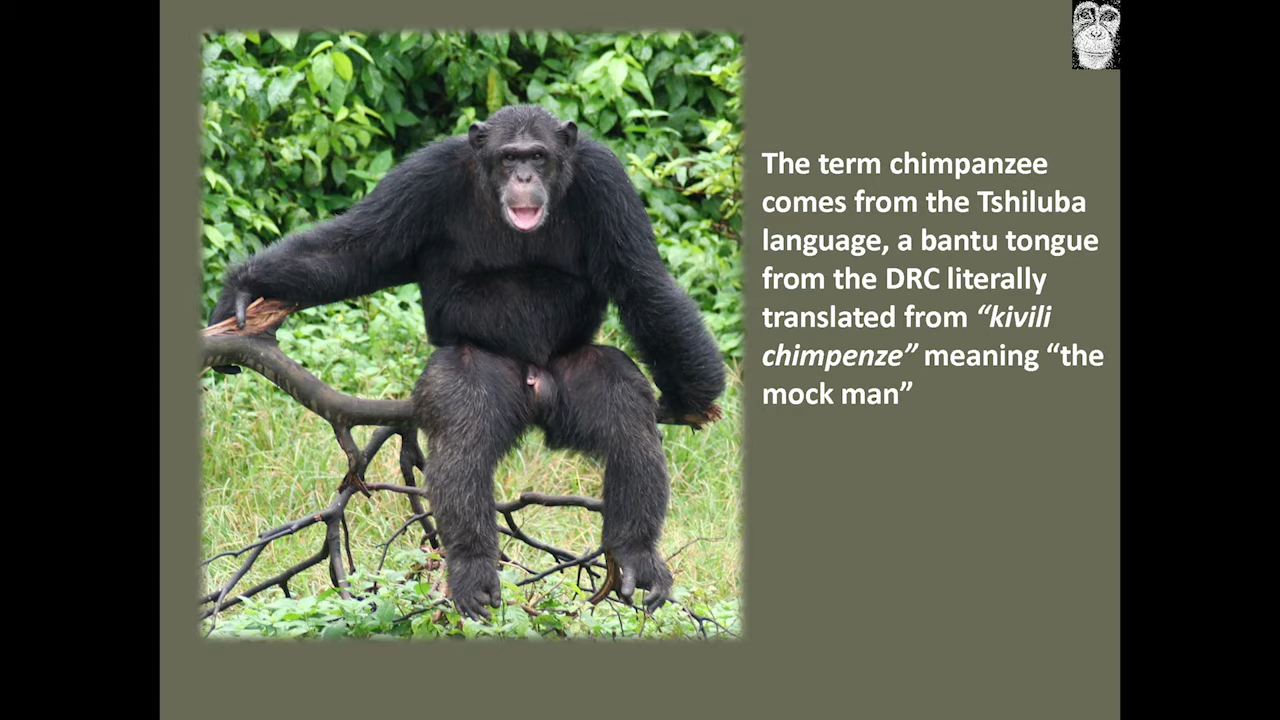 The term chimpanzee
comes from the Tshiluba
language, a bantu tongue
from the DRC literally
translated from “kivili
chimpenze” meaning “the
mock man”